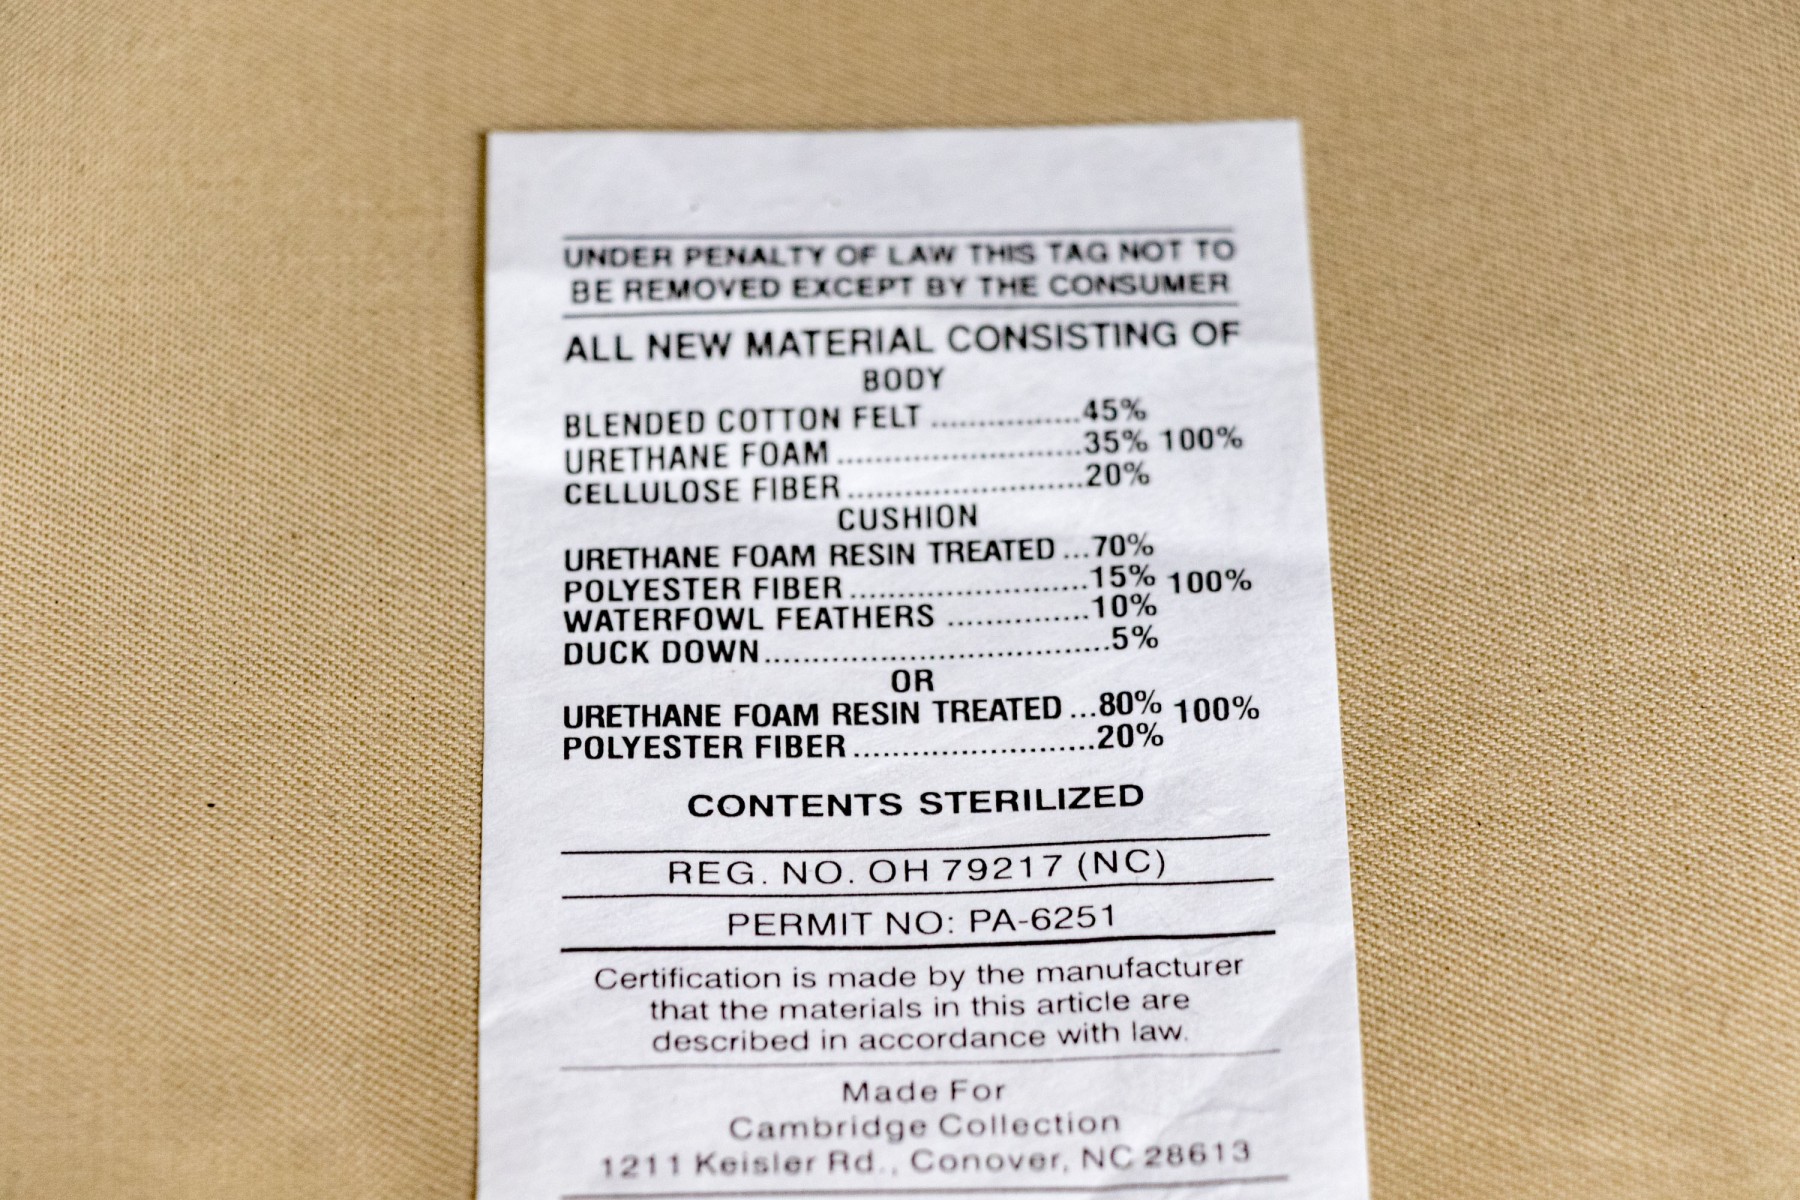 UNDER PENALTY OF LAW THIS TAG NOT TO
BE REMOVED EXCEPT BY THE CONSUMER
ALL NEW MATERIAL CONSISTING OF
BODY
BLENDED COTTON FELT ................45%
URETHANE FOAM ..........................35% 100%
CELLULOSE FIBER .........................20%
CUSHION
URETHANE FOAM RESIN TREATED ...70%
POLYESTER FIBER .........................15% 100%
WATERFOWL FEATHERS ...............10%
DUCK DOWN.....................................5%
OR
URETHANE FOAM RESIN TREATED ...80% 100%
POLYESTER FIBER .........................20%
CONTENTS STERILIZED
REG. NO. OH 79217 (NC)
PERMIT NO: PA-6251
Certification is made by the manufacturer
that the materials in this article are
described in accordance with law.
Made For
Cambridge Collection
1211 Keisler Rd., Conover, NC 28613